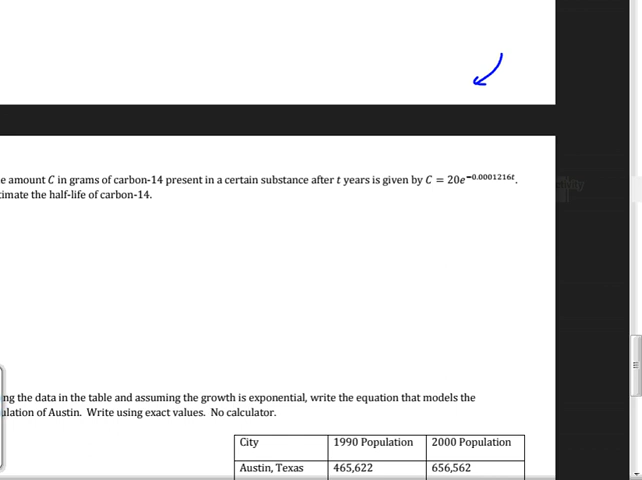 e amount C in grams of carbon-14 present in a certain substance after t years is given by C = 20e^−0.0001216t.
timate the half-life of carbon-14.
ng the data in the table and assuming the growth is exponential, write the equation that models the
ulation of Austin. Write using exact values. No calculator.
City 1990 Population 2000 Population
Austin, Texas 465,622 656,562